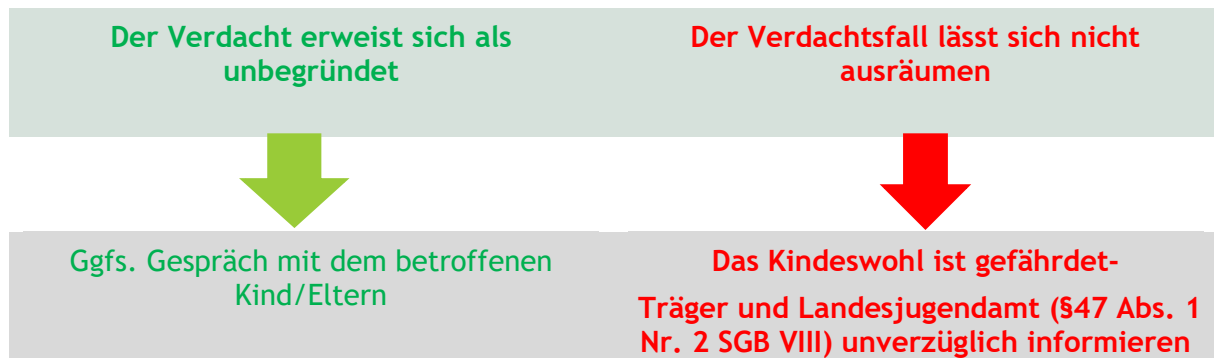 Der Verdacht erweist sich als
unbegründet
Der Verdachtsfall lässt sich nicht
ausräumen
Ggfs. Gespräch mit dem betroffenen
Kind/Eltern
Das Kindeswohl ist gefährdet-
Träger und Landesjugendamt (§47 Abs. 1
Nr. 2 SGB VIII) unverzüglich informieren